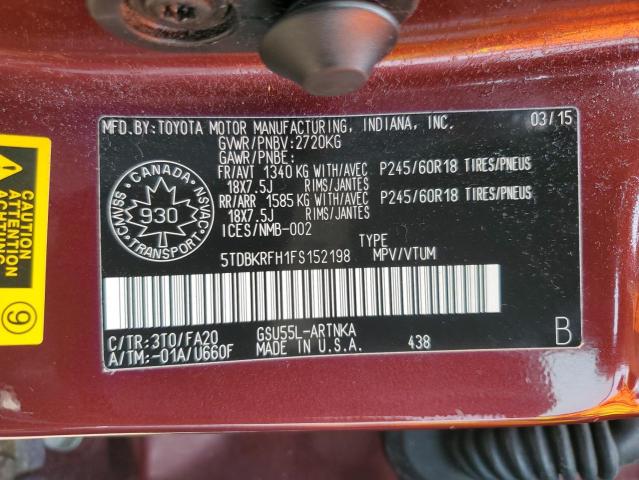 MFD.BY:TOYOTA MOTOR MANUFACTURING, INDIANA, INC. 03/15
GVWR/PNBV:2720KG
GAWR/PNBE:
FR/AVT 1340 KG WITH/AVEC P245/60R18 TIRES/PNEUS
18X7.5J RIMS/JANTES
RR/ARR 1585 KG WITH/AVEC P245/60R18 TIRES/PNEUS
18X7.5J RIMS/JANTES
ICES/NMB-002
TYPE
5TDBKRFH1FS152198 MPV/VTUM
CANADA
CMVSS
NSVAC
930
TRANSPORT
C/TR:3T0/FA20 GSU55L-ARTNKA B
A/TM:-01A/U660F MADE IN U.S.A. 438
CAUTION
ATTENTION
ACHTUNG
9